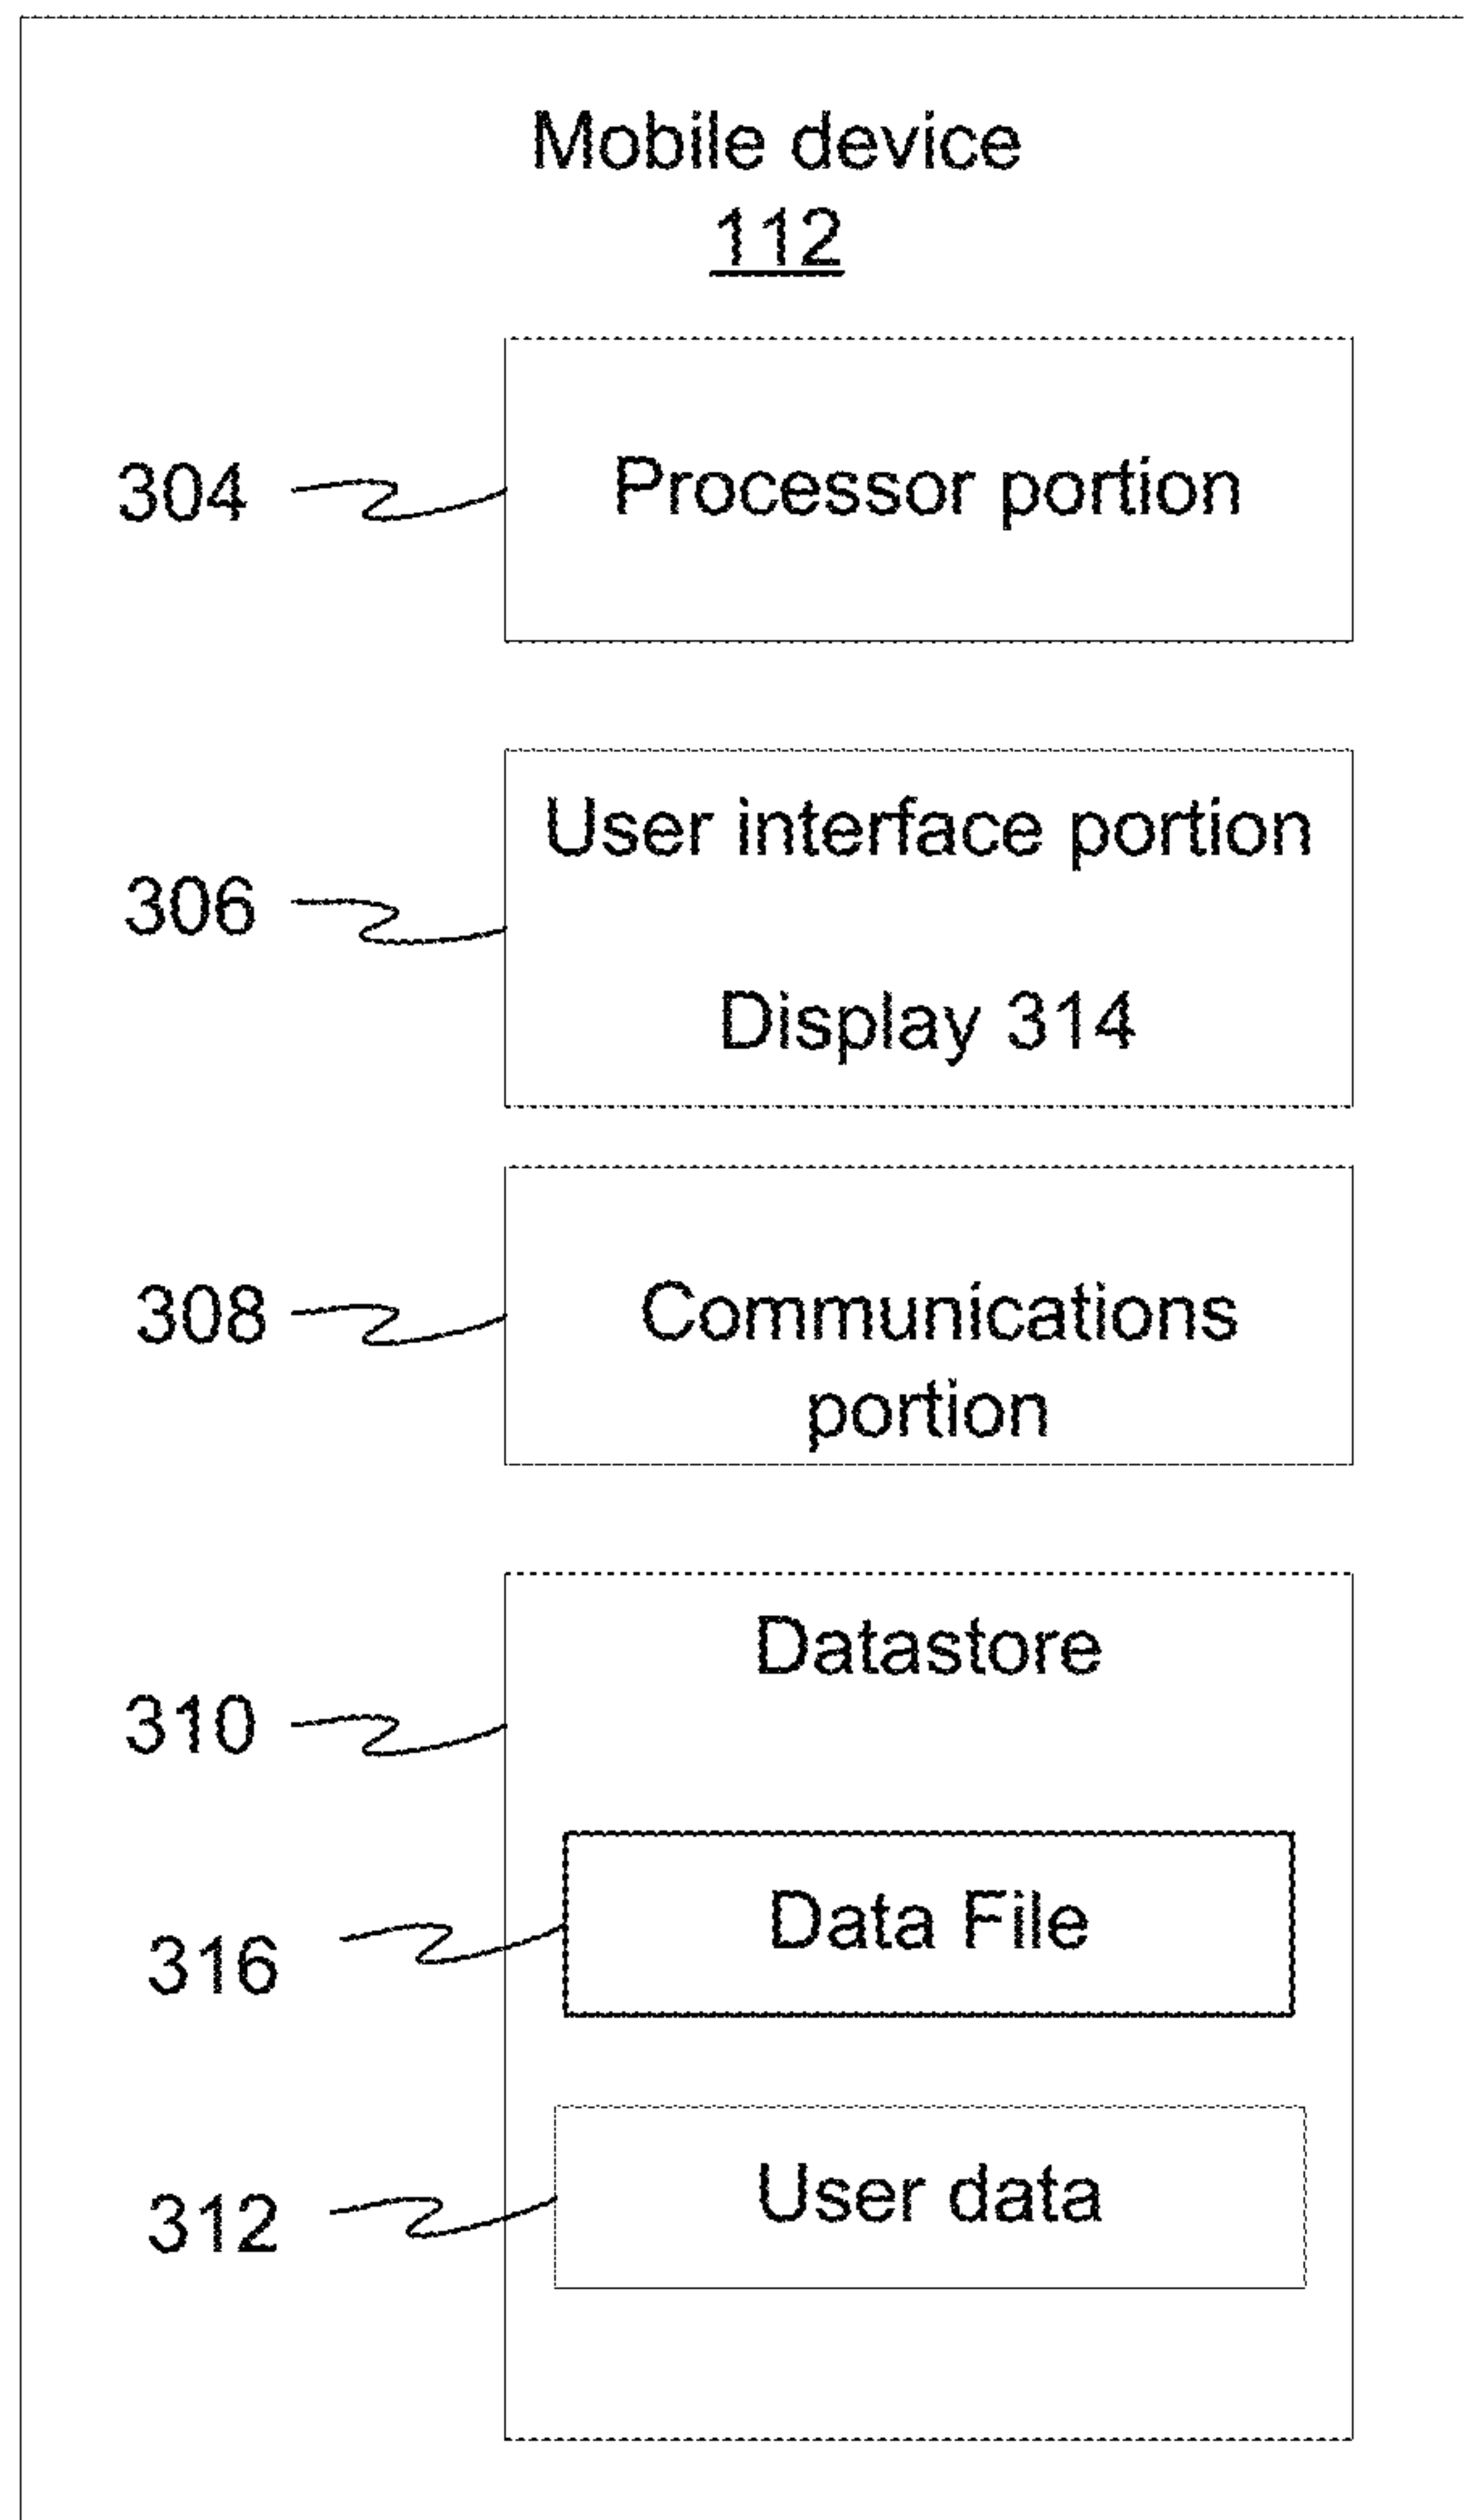 Mobile device
112
304
Processor portion
User interface portion
306
Display 314
308
Communications
portion
Datastore
310
Data File
316
User data
312